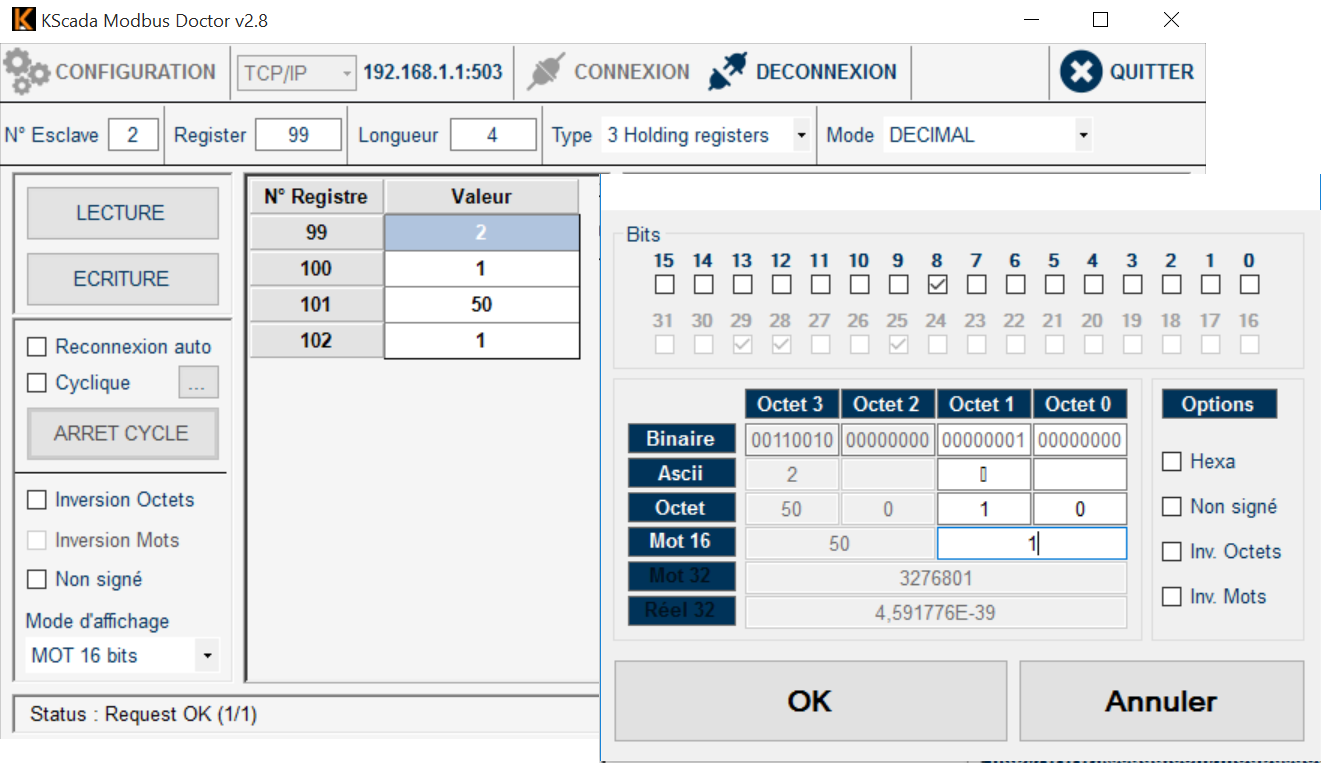 KScada Modbus Doctor v2.8
CONFIGURATION TCP/IP 192.168.1.1:503 CONNEXION DECONNEXION QUITTER
N° Esclave 2 Register 99 Longueur 4 Type 3 Holding registers Mode DECIMAL
LECTURE
ECRITURE
Reconnexion auto
Cyclique ...
ARRET CYCLE
Inversion Octets
Inversion Mots
Non signé
Mode d'affichage
MOT 16 bits
N° Registre Valeur
99 2
100 1
101 50
102 1
Status : Request OK (1/1)
Bits
15 14 13 12 11 10 9 8 7 6 5 4 3 2 1 0
31 30 29 28 27 26 25 24 23 22 21 20 19 18 17 16
Octet 3 Octet 2 Octet 1 Octet 0
Binaire 00110010 00000000 00000001 00000000
Ascii 2
Octet 50 0 1 0
Mot 16 50 1
Mot 32 3276801
Réel 32 4,591776E-39
Options
Hexa
Non signé
Inv. Octets
Inv. Mots
OK Annuler